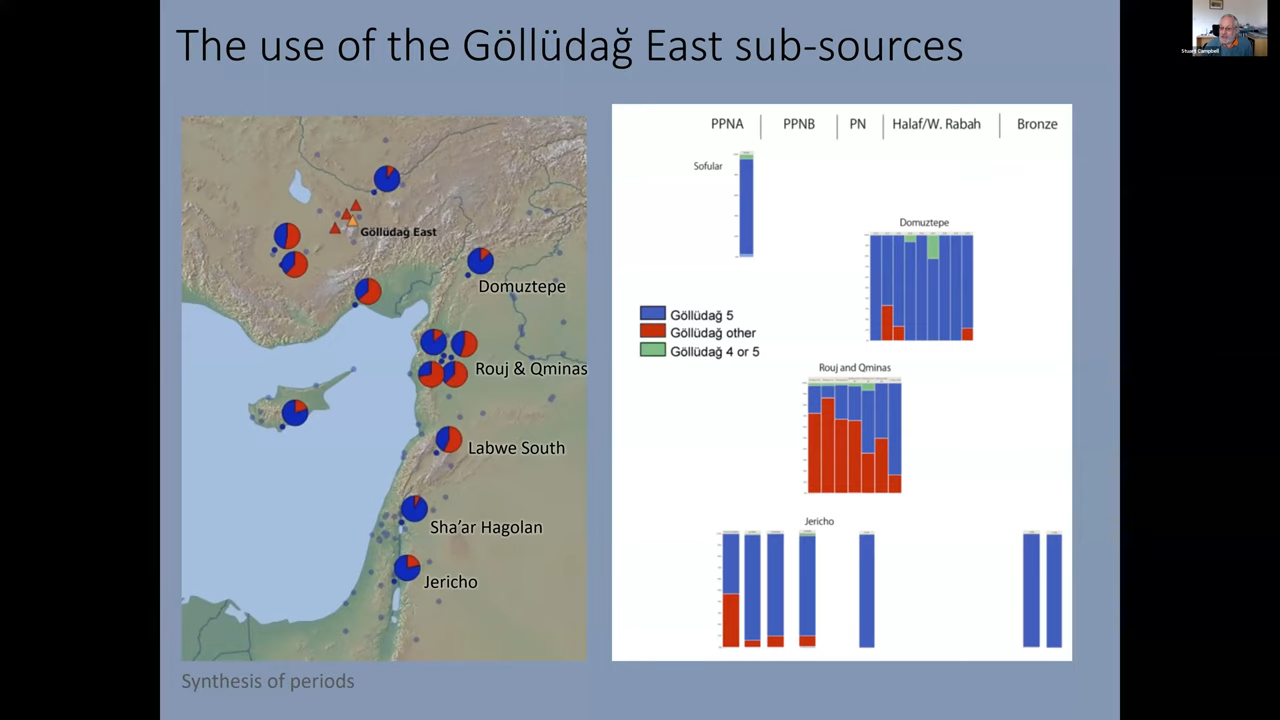 The use of the Göllüdağ East sub-sources
Stuart Campbell
Göllüdağ East
Domuztepe
Rouj & Qminas
Labwe South
Sha’ar Hagolan
Jericho
PPNA | PPNB | PN | Halaf/W. Rabah | Bronze
Sofular
Domuztepe
Göllüdağ 5
Göllüdağ other
Göllüdağ 4 or 5
Rouj and Qminas
Jericho
Synthesis of periods